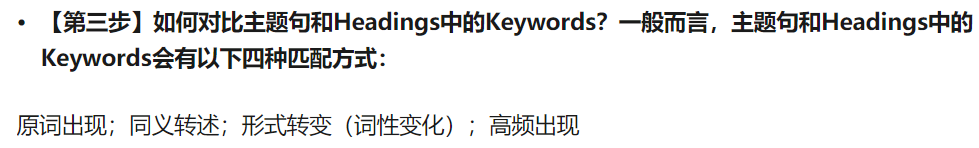 • 【第三步】如何对比主题句和Headings中的Keywords？一般而言，主题句和Headings中的
Keywords会有以下四种匹配方式：
原词出现；同义转述；形式转变（词性变化）；高频出现